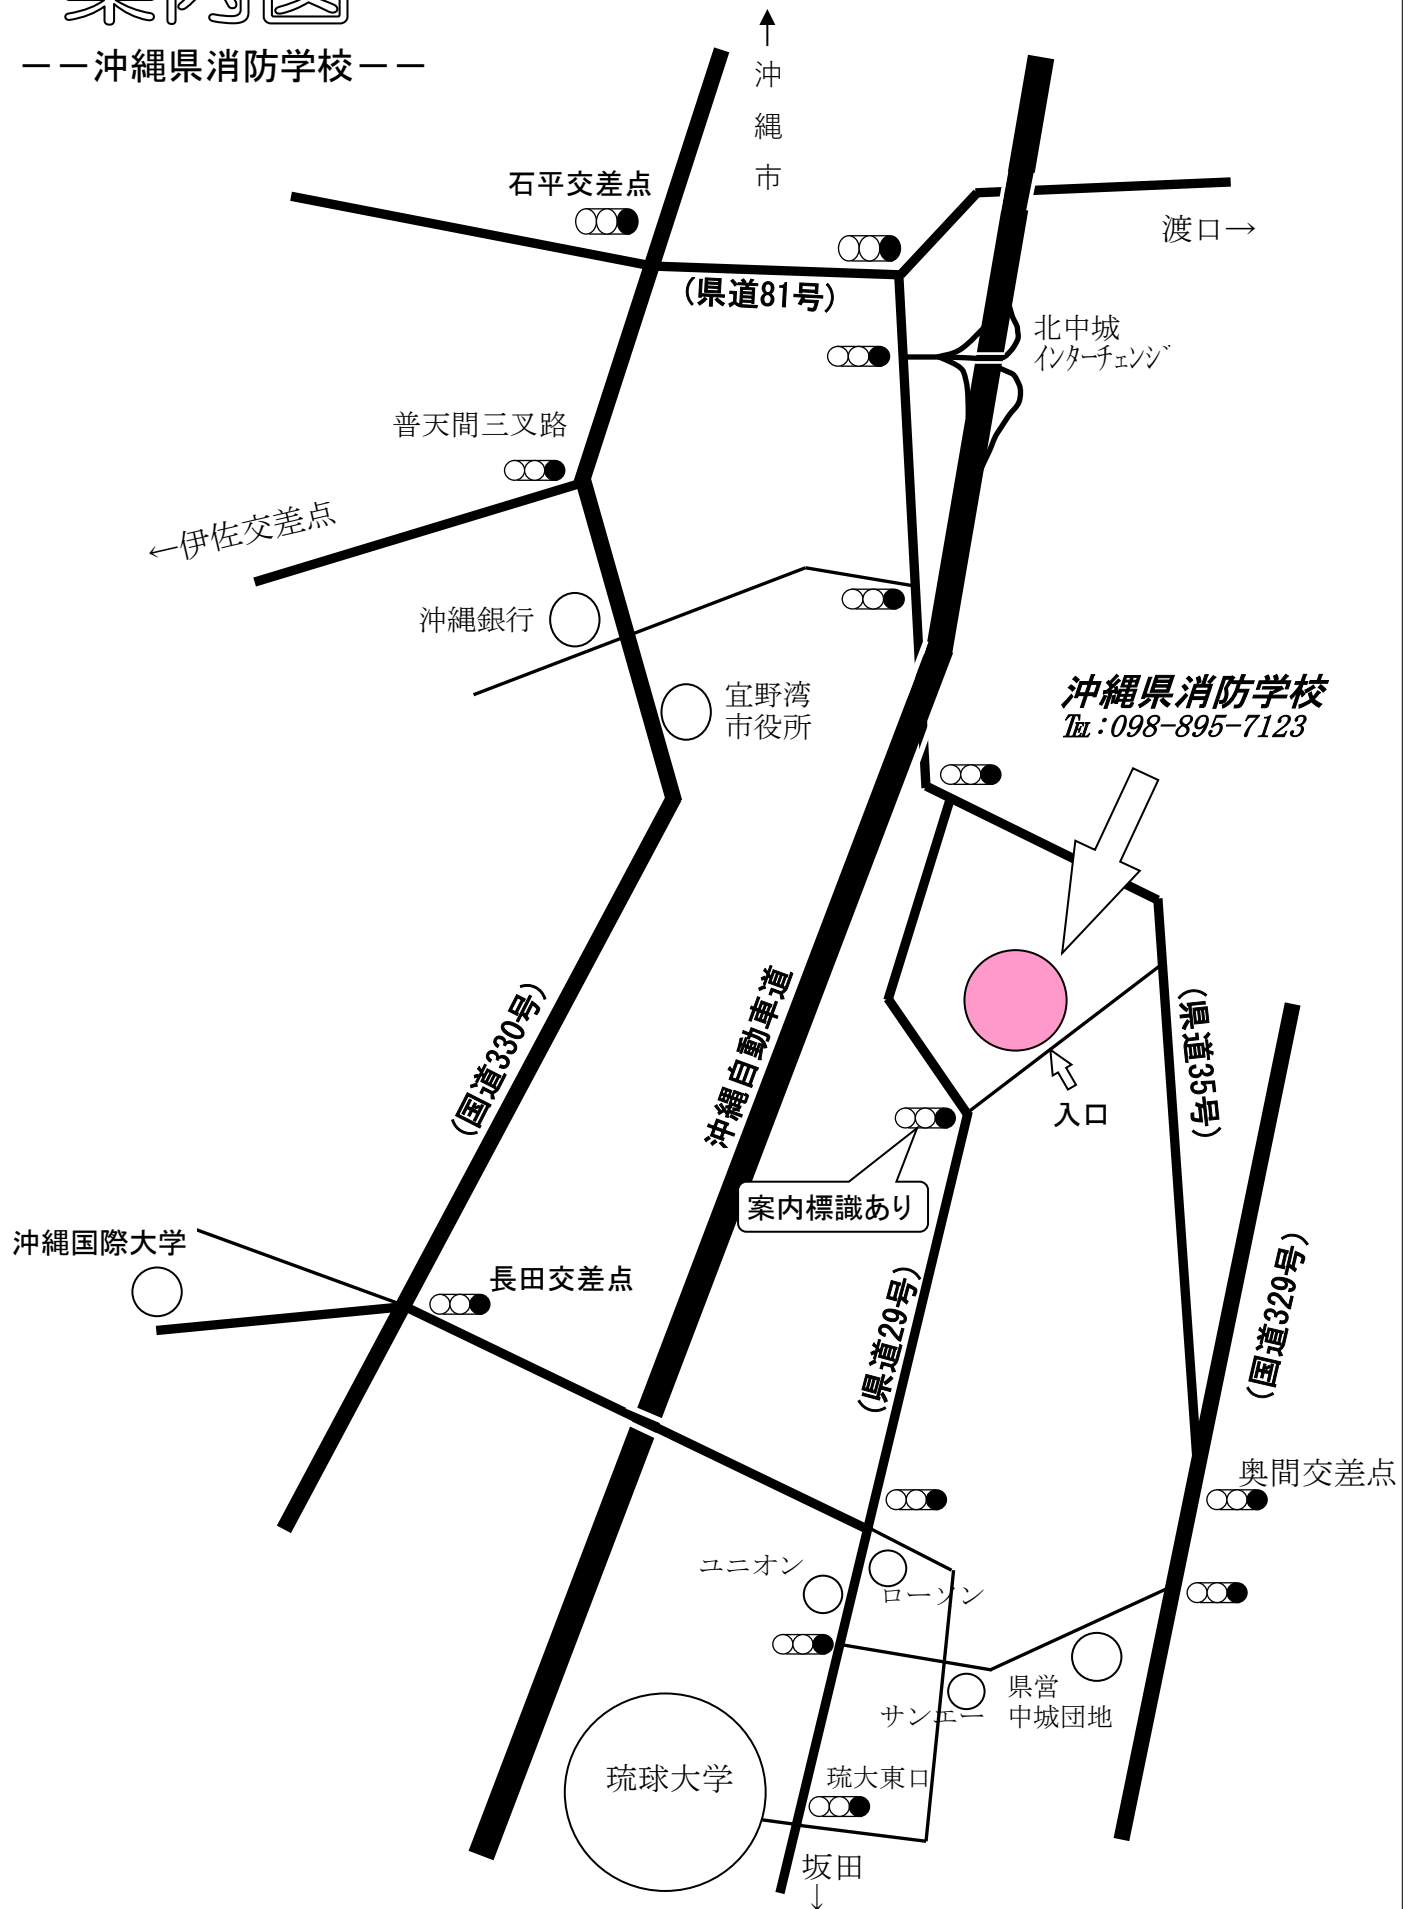 案内図
――沖縄県消防学校――
↑
沖縄市
石平交差点
渡口→
(県道81号)
北中城
インターチェンジ
普天間三叉路
←伊佐交差点
沖縄銀行
宜野湾
市役所
沖縄県消防学校
℡:098-895-7123
(国道330号)
沖縄自動車道
(県道35号)
入口
案内標識あり
沖縄国際大学
長田交差点
(県道29号)
(国道329号)
奥間交差点
ユニオン
ローソン
サンエー
県営
中城団地
琉球大学
琉大東口
坂田
↓